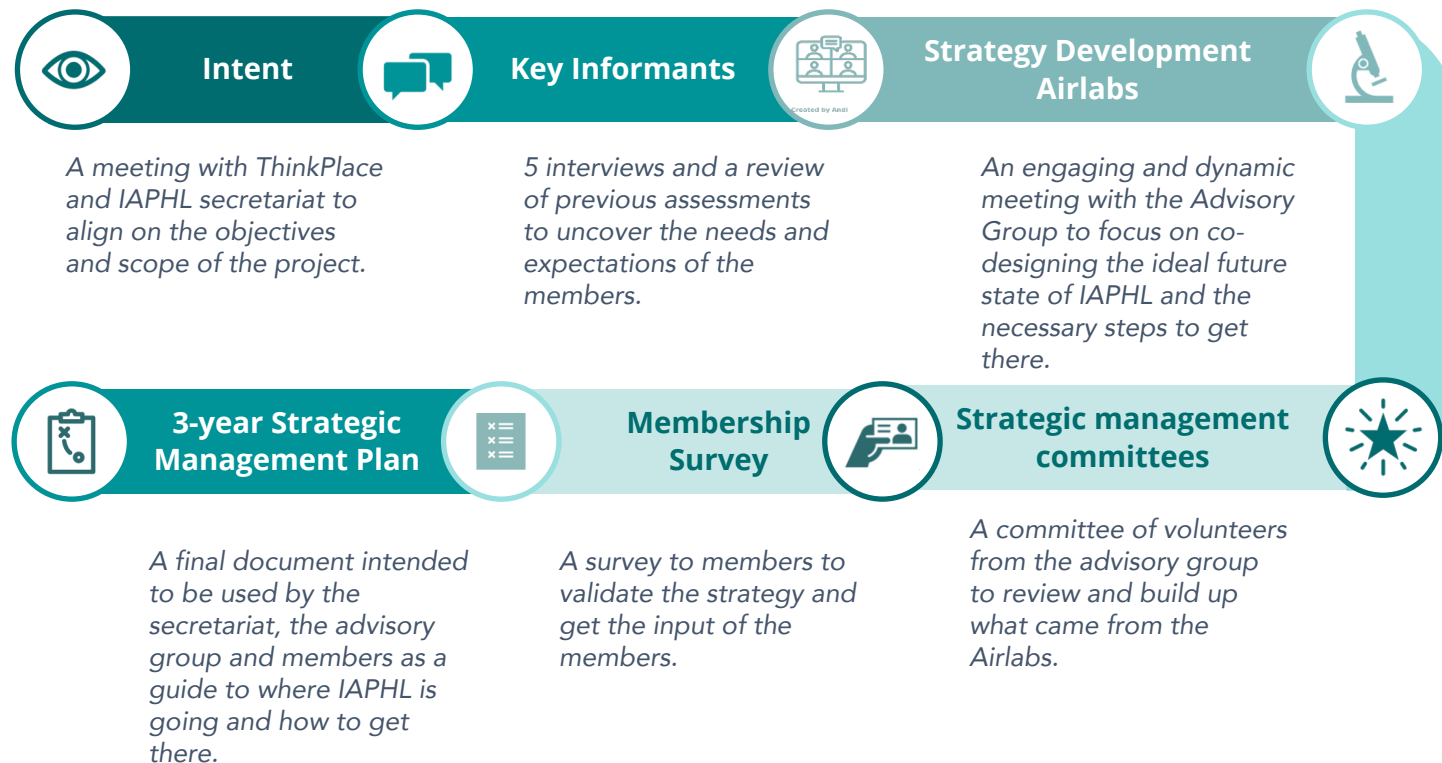 Intent
A meeting with ThinkPlace
and IAPHL secretariat to
align on the objectives
and scope of the project.
Key Informants
5 interviews and a review
of previous assessments
to uncover the needs and
expectations of the
members.
Created by Andi
Strategy Development
Airlabs
An engaging and dynamic
meeting with the Advisory
Group to focus on co-
designing the ideal future
state of IAPHL and the
necessary steps to get
there.
Strategic management
committees
A committee of volunteers
from the advisory group
to review and build up
what came from the
Airlabs.
Membership
Survey
A survey to members to
validate the strategy and
get the input of the
members.
3-year Strategic
Management Plan
A final document intended
to be used by the
secretariat, the advisory
group and members as a
guide to where IAPHL is
going and how to get
there.